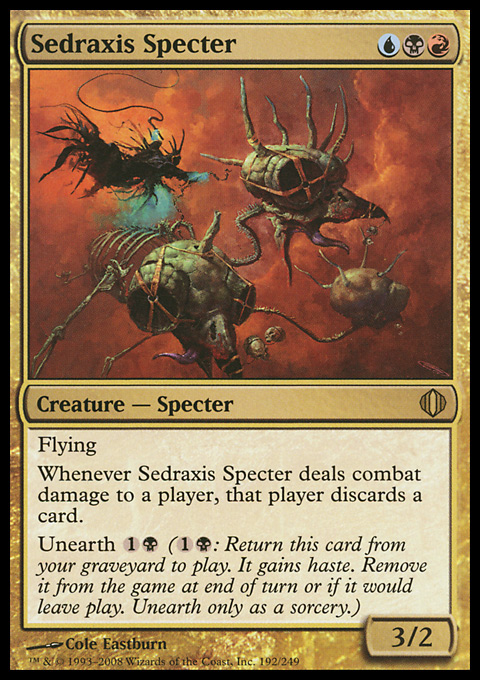 Sedraxis Specter
Creature — Specter
Flying
Whenever Sedraxis Specter deals combat
damage to a player, that player discards a
card.
Unearth 1 (1: Return this card from
your graveyard to play. It gains haste. Remove
it from the game at end of turn or if it would
leave play. Unearth only as a sorcery.)
Cole Eastburn
3/2
™ & © 1993–2008 Wizards of the Coast, Inc. 192/249